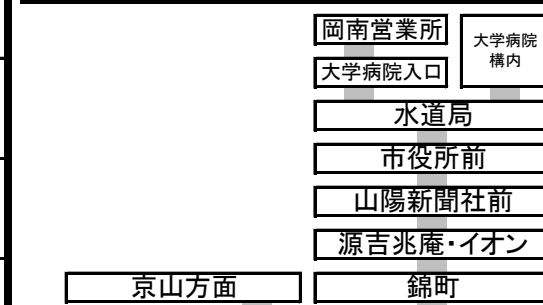 岡南営業所
大学病院
構内
大学病院入口
水道局
市役所前
山陽新聞社前
源吉兆庵・イオン
京山方面
錦町